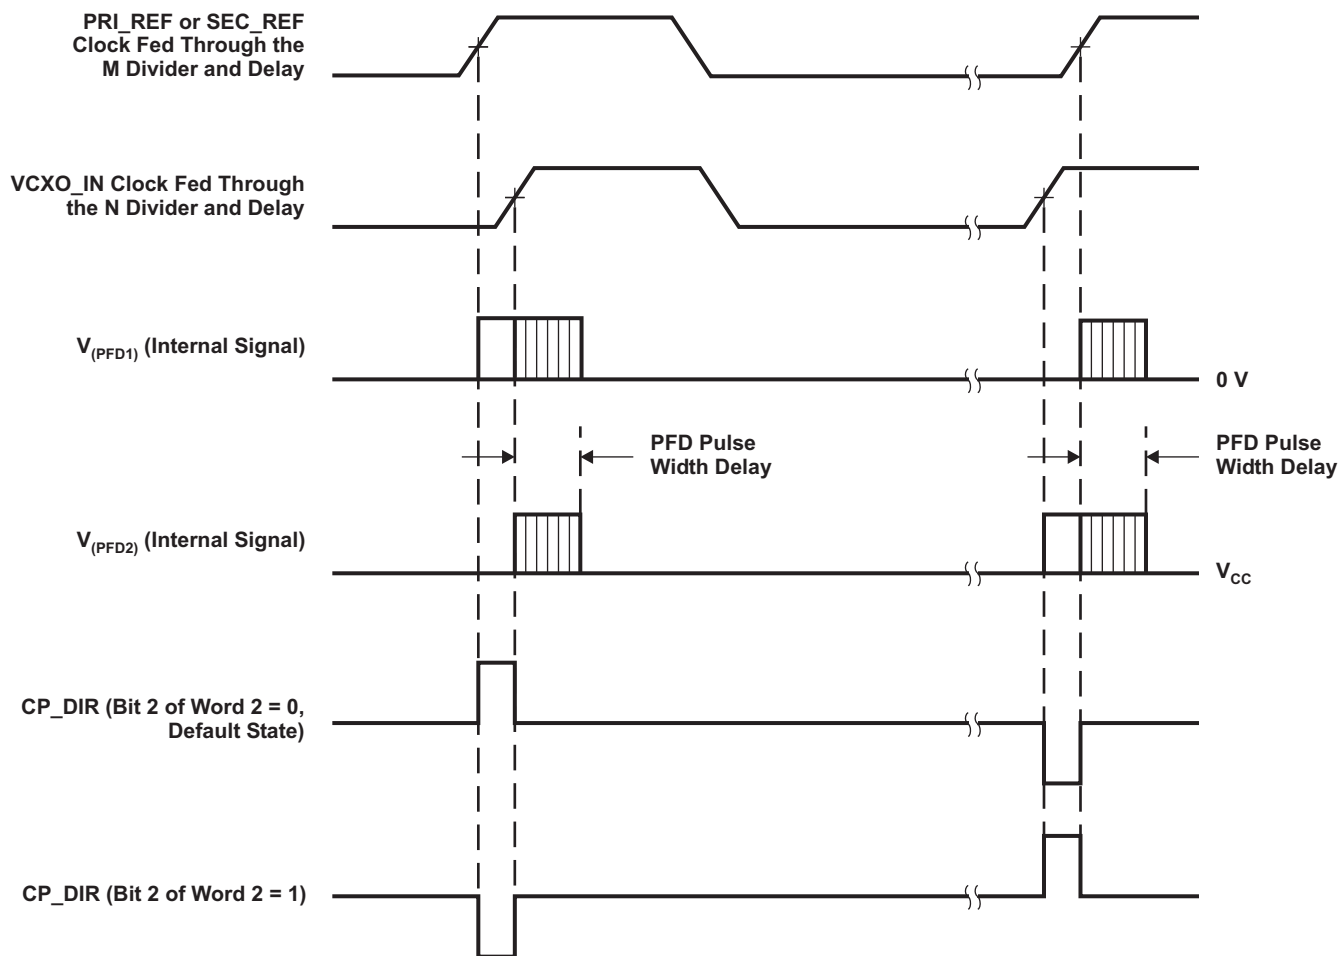 PRI_REF or SEC_REF
Clock Fed Through the
M Divider and Delay
VCXO_IN Clock Fed Through
the N Divider and Delay
V(PFD1) (Internal Signal)
0 V
PFD Pulse
Width Delay
PFD Pulse
Width Delay
V(PFD2) (Internal Signal)
VCC
CP_DIR (Bit 2 of Word 2 = 0,
Default State)
CP_DIR (Bit 2 of Word 2 = 1)